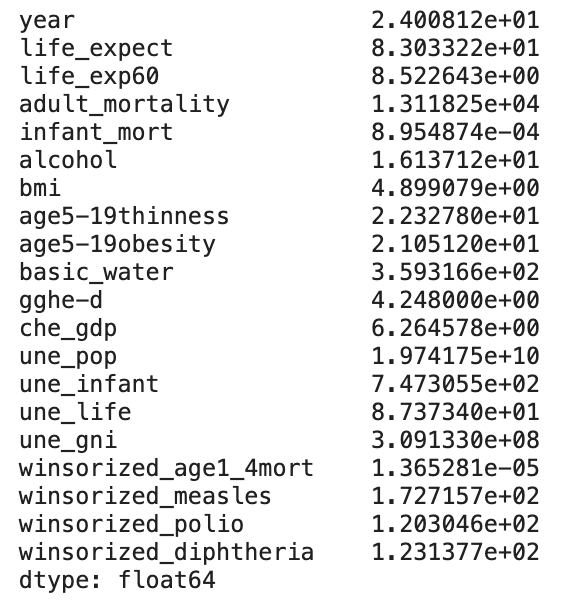 year 2.400812e+01
life_expect 8.303322e+01
life_exp60 8.522643e+00
adult_mortality 1.311825e+04
infant_mort 8.954874e-04
alcohol 1.613712e+01
bmi 4.899079e+00
age5-19thinness 2.232780e+01
age5-19obesity 2.105120e+01
basic_water 3.593166e+02
gghe-d 4.248000e+00
che_gdp 6.264578e+00
une_pop 1.974175e+10
une_infant 7.473055e+02
une_life 8.737340e+01
une_gni 3.091330e+08
winsorized_age1_4mort 1.365281e-05
winsorized_measles 1.727157e+02
winsorized_polio 1.203046e+02
winsorized_diphtheria 1.231377e+02
dtype: float64